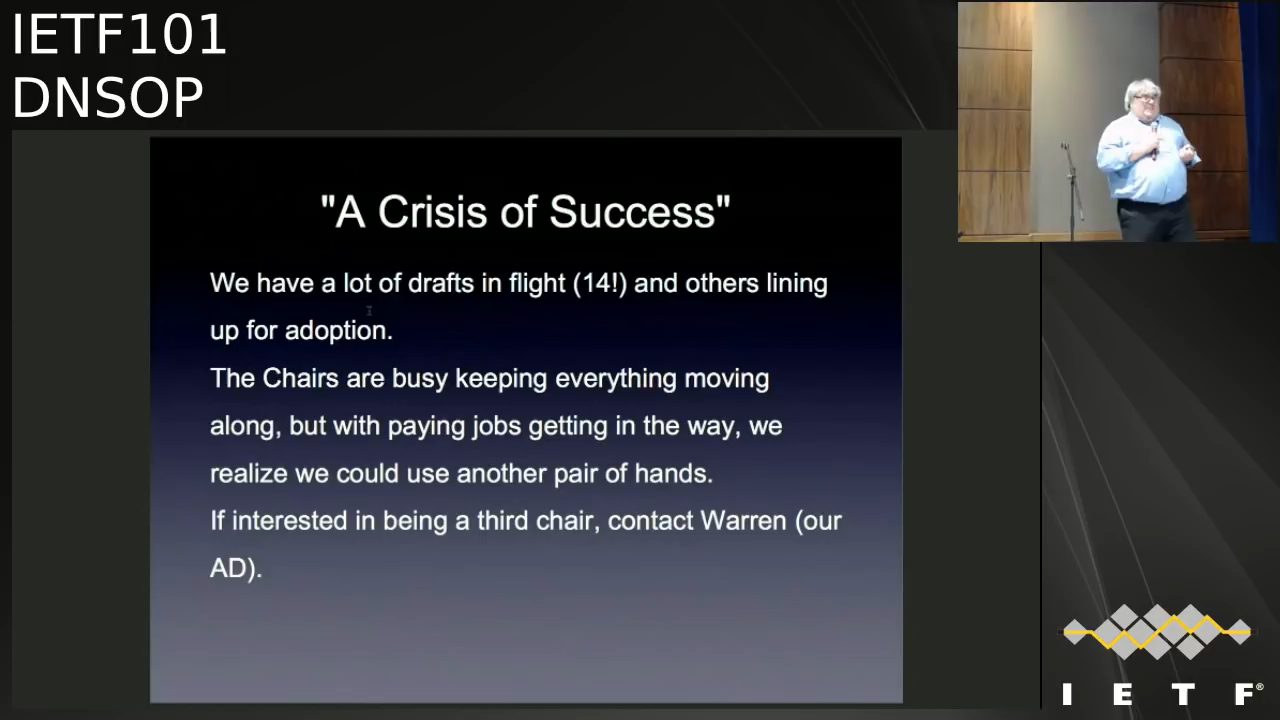 IETF101
DNSOP
"A Crisis of Success"
We have a lot of drafts in flight (14!) and others lining
up for adoption.
The Chairs are busy keeping everything moving
along, but with paying jobs getting in the way, we
realize we could use another pair of hands.
If interested in being a third chair, contact Warren (our
AD).
I E T F®